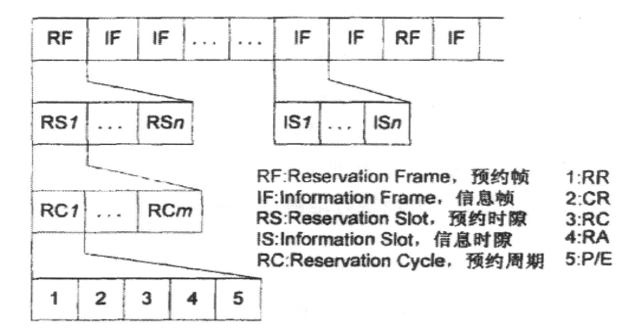 RF IF IF ... ... IF IF RF IF
RS1 ... RSn IS1 ... ISn
RF:Reservation Frame，预约帧 1:RR
IF:Information Frame，信息帧 2:CR
RS:Reservation Slot，预约时隙 3:RC
IS:Information Slot，信息时隙 4:RA
RC:Reservation Cycle，预约周期 5:P/E
RC1 ... RCm
1 2 3 4 5